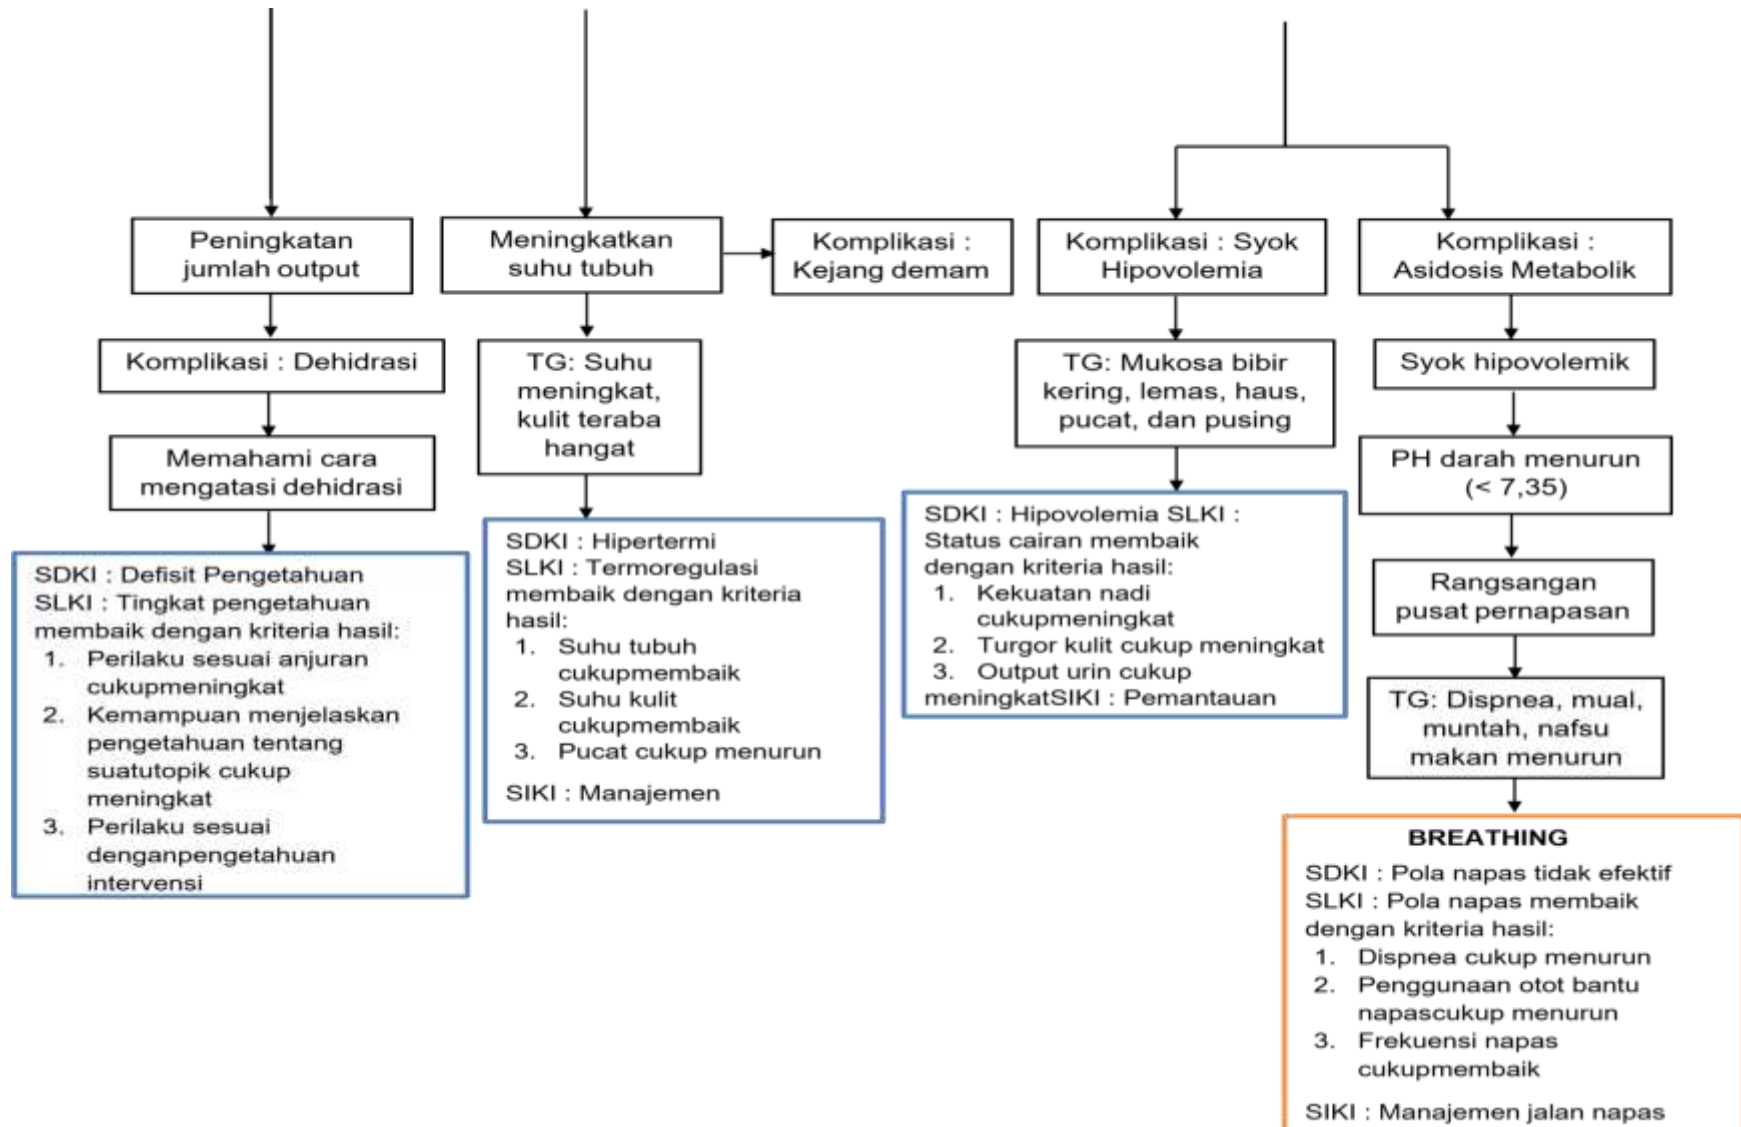 Peningkatan
jumlah output
Komplikasi : Dehidrasi
Memahami cara
mengatasi dehidrasi
SDKI : Defisit Pengetahuan
SLKI : Tingkat pengetahuan
membaik dengan kriteria hasil:
1. Perilaku sesuai anjuran
cukupmeningkat
2. Kemampuan menjelaskan
pengetahuan tentang
suatutopik cukup
meningkat
3. Perilaku sesuai
denganpengetahuan
intervensi
Meningkatkan
suhu tubuh
TG: Suhu
meningkat,
kulit teraba
hangat
SDKI : Hipertermi
SLKI : Termoregulasi
membaik dengan kriteria
hasil:
1. Suhu tubuh
cukupmembaik
2. Suhu kulit
cukupmembaik
3. Pucat cukup menurun
SIKI : Manajemen
Komplikasi :
Kejang demam
Komplikasi : Syok
Hipovolemia
TG: Mukosa bibir
kering, lemas, haus,
pucat, dan pusing
SDKI : Hipovolemia SLKI :
Status cairan membaik
dengan kriteria hasil:
1. Kekuatan nadi
cukupmeningkat
2. Turgor kulit cukup meningkat
3. Output urin cukup
meningkatSIKI : Pemantauan
Komplikasi :
Asidosis Metabolik
Syok hipovolemik
PH darah menurun
(< 7,35)
Rangsangan
pusat pernapasan
TG: Dispnea, mual,
muntah, nafsu
makan menurun
BREATHING
SDKI : Pola napas tidak efektif
SLKI : Pola napas membaik
dengan kriteria hasil:
1. Dispnea cukup menurun
2. Penggunaan otot bantu
napascukup menurun
3. Frekuensi napas
cukupmembaik
SIKI : Manajemen jalan napas